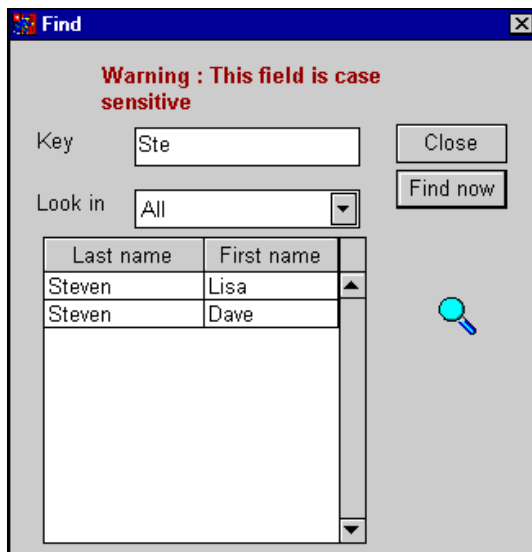 Find
Warning : This field is case
sensitive
Key Ste Close
Look in All Find now
Last name First name
Steven Lisa
Steven Dave